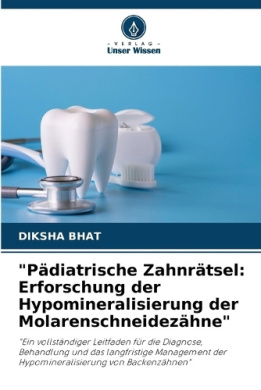 VERLAG
Unser Wissen
DIKSHA BHAT
"Pädiatrische Zahnrätsel:
Erforschung der
Hypomineralisierung der
Molarenschneidezähne"
"Ein vollständiger Leitfaden für die Diagnose,
Behandlung und das langfristige Management der
Hypomineralisierung von Backenzähnen"